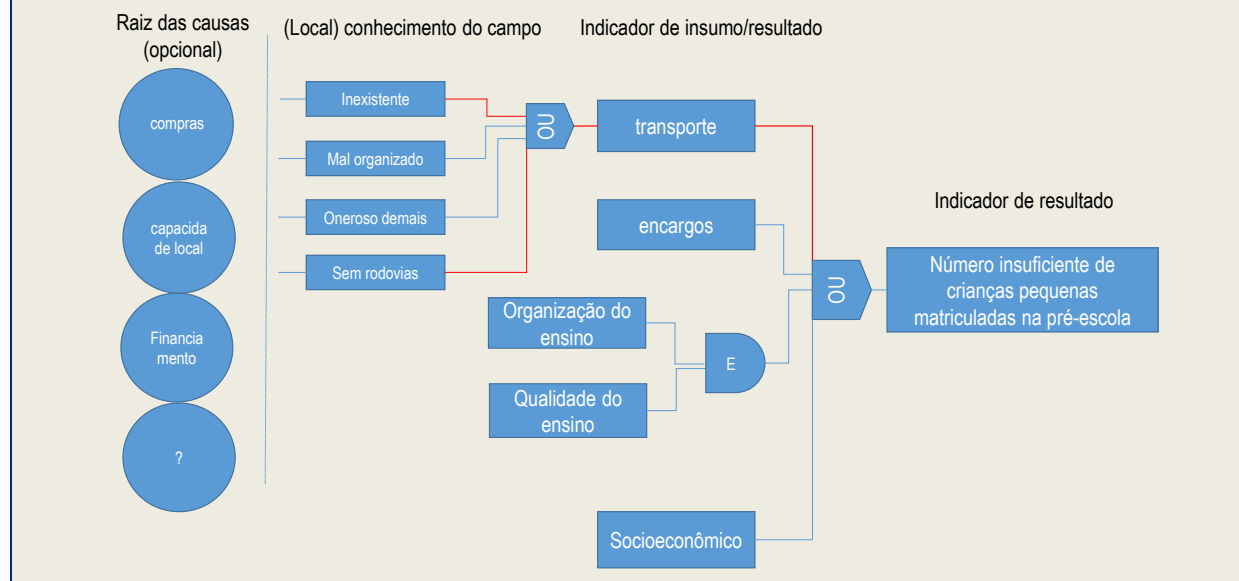 Raiz das causas
(opcional)
(Local) conhecimento do campo
Indicador de insumo/resultado
compras
capacida
de local
Financia
mento
?
Inexistente
Mal organizado
Oneroso demais
Sem rodovias
OU
transporte
encargos
Organização do
ensino
Qualidade do
ensino
E
Socioeconômico
OU
Indicador de resultado
Número insuficiente de
crianças pequenas
matriculadas na pré-escola